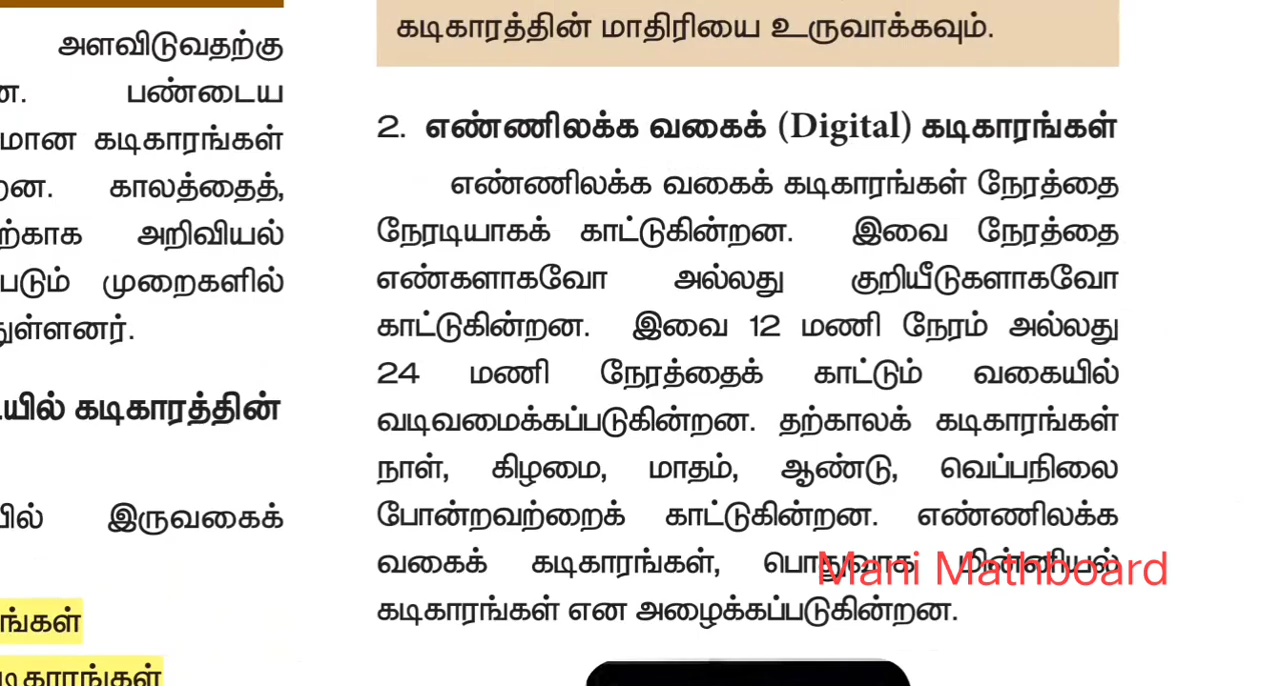 அளவிடுவதற்கு
பண்டைய
கடிகாரங்கள்
காலத்தைத்,
அறிவியல்
முறைகளில்
கடிகாரத்தின்
இருவகைக்
கடிகாரத்தின் மாதிரியை உருவாக்கவும்.
2. எண்ணிலக்க வகைக் (Digital) கடிகாரங்கள்
எண்ணிலக்க வகைக் கடிகாரங்கள் நேரத்தை
நேரடியாகக் காட்டுகின்றன. இவை நேரத்தை
எண்களாகவோ அல்லது குறியீடுகளாகவோ
காட்டுகின்றன. இவை 12 மணி நேரம் அல்லது
24 மணி நேரத்தைக் காட்டும் வகையில்
வடிவமைக்கப்படுகின்றன. தற்காலக் கடிகாரங்கள்
நாள், கிழமை, மாதம், ஆண்டு, வெப்பநிலை
போன்றவற்றைக் காட்டுகின்றன. எண்ணிலக்க
வகைக் கடிகாரங்கள், பொதுவாக மின்னியல்
கடிகாரங்கள் என அழைக்கப்படுகின்றன.
Mani Mathboard